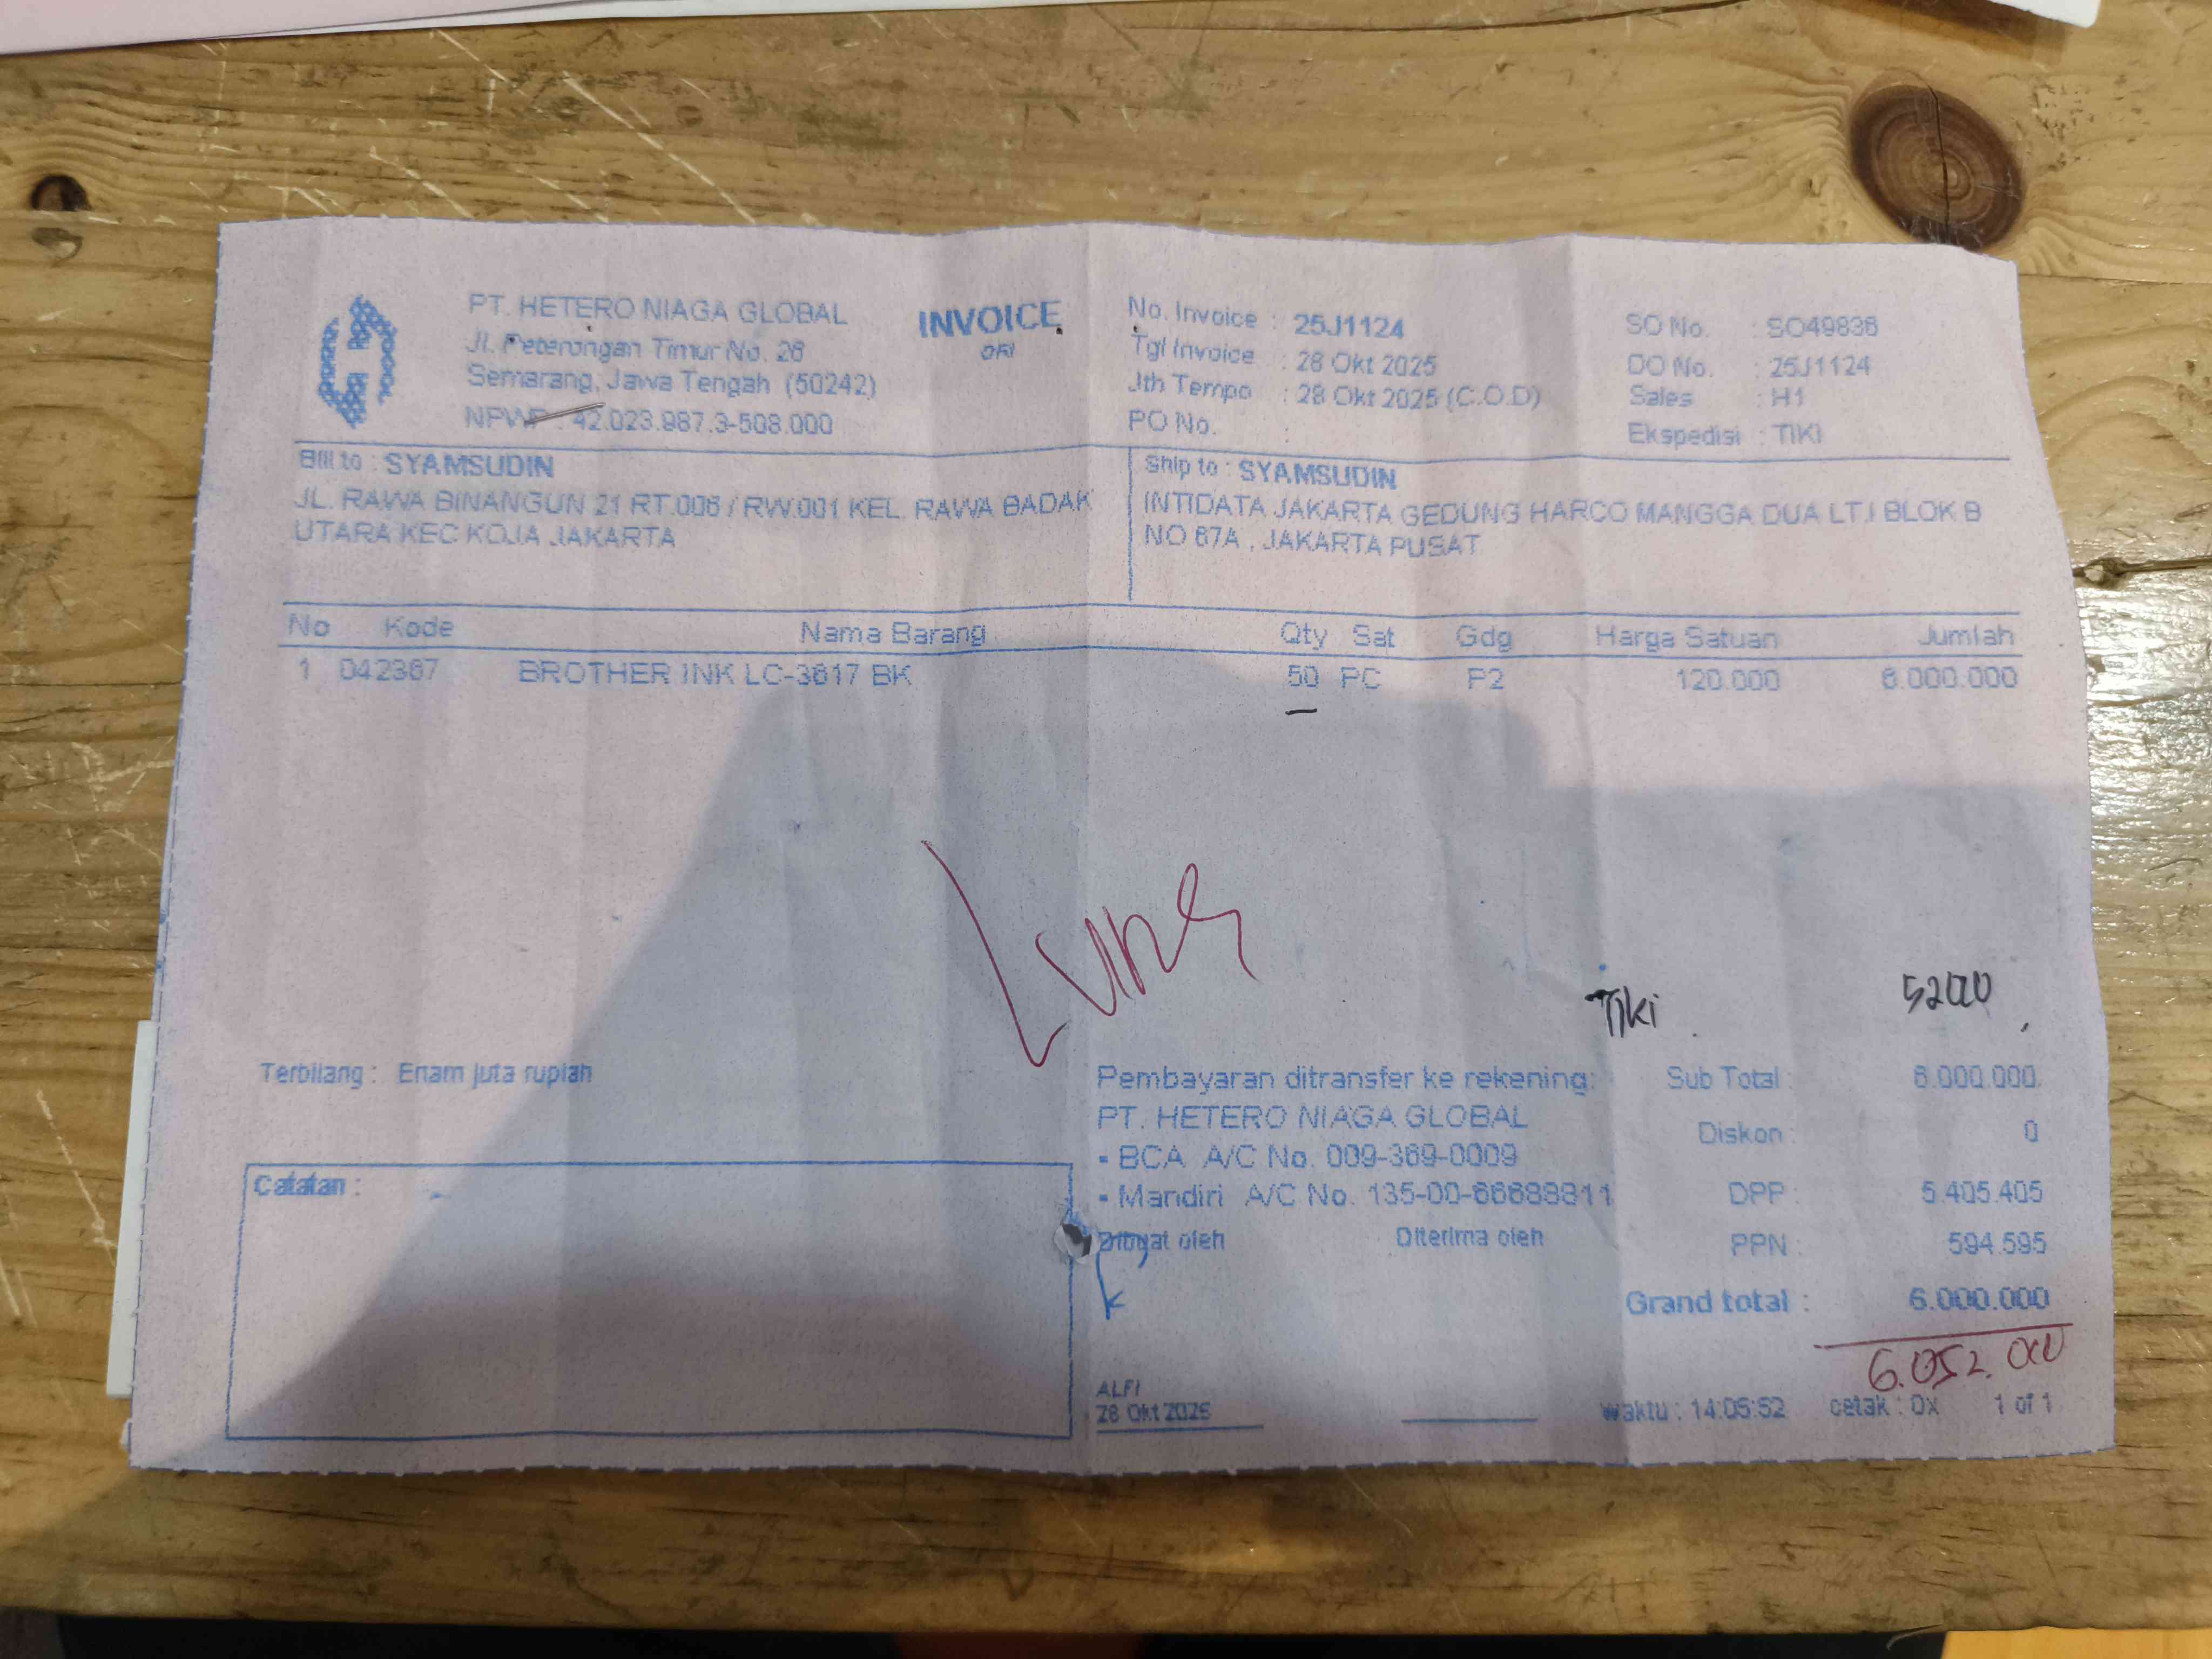 PT. HETERO NIAGA GLOBAL
Jl. Peterongan Timur No. 26
Semarang, Jawa Tengah (50242)
NPWP : 42.023.987.3-508.000
INVOICE
ORI
No. Invoice : 25J1124
Tgl Invoice : 28 Okt 2025
Jth Tempo : 28 Okt 2025 (C.O.D)
PO No. :
SO No. : SO49836
DO No. : 25J1124
Sales : H1
Ekspedisi : TIKI
Bill to : SYAMSUDIN
JL. RAWA BINANGUN 21 RT.006 / RW.001 KEL. RAWA BADAK
UTARA KEC KOJA JAKARTA
Ship to : SYAMSUDIN
INTIDATA JAKARTA GEDUNG HARCO MANGGA DUA LT.I BLOK B
NO 67A , JAKARTA PUSAT
No Kode Nama Barang Qty Sat Gdg Harga Satuan Jumlah
1 042367 BROTHER INK LC-3617 BK 50 PC P2 120.000 6.000.000
Lunas
Tiki 52000
Terbilang : Enam juta rupiah
Catatan :
Pembayaran ditransfer ke rekening:
PT. HETERO NIAGA GLOBAL
- BCA A/C No. 009-369-0009
- Mandiri A/C No. 135-00-66688811
Dibuat oleh Diterima oleh
ALFI
28 Okt 2025
Sub Total : 6.000.000
Diskon : 0
DPP : 5.405.405
PPN : 594.595
Grand total : 6.000.000
6.052.000
waktu : 14:05:52 cetak : 0x 1 of 1